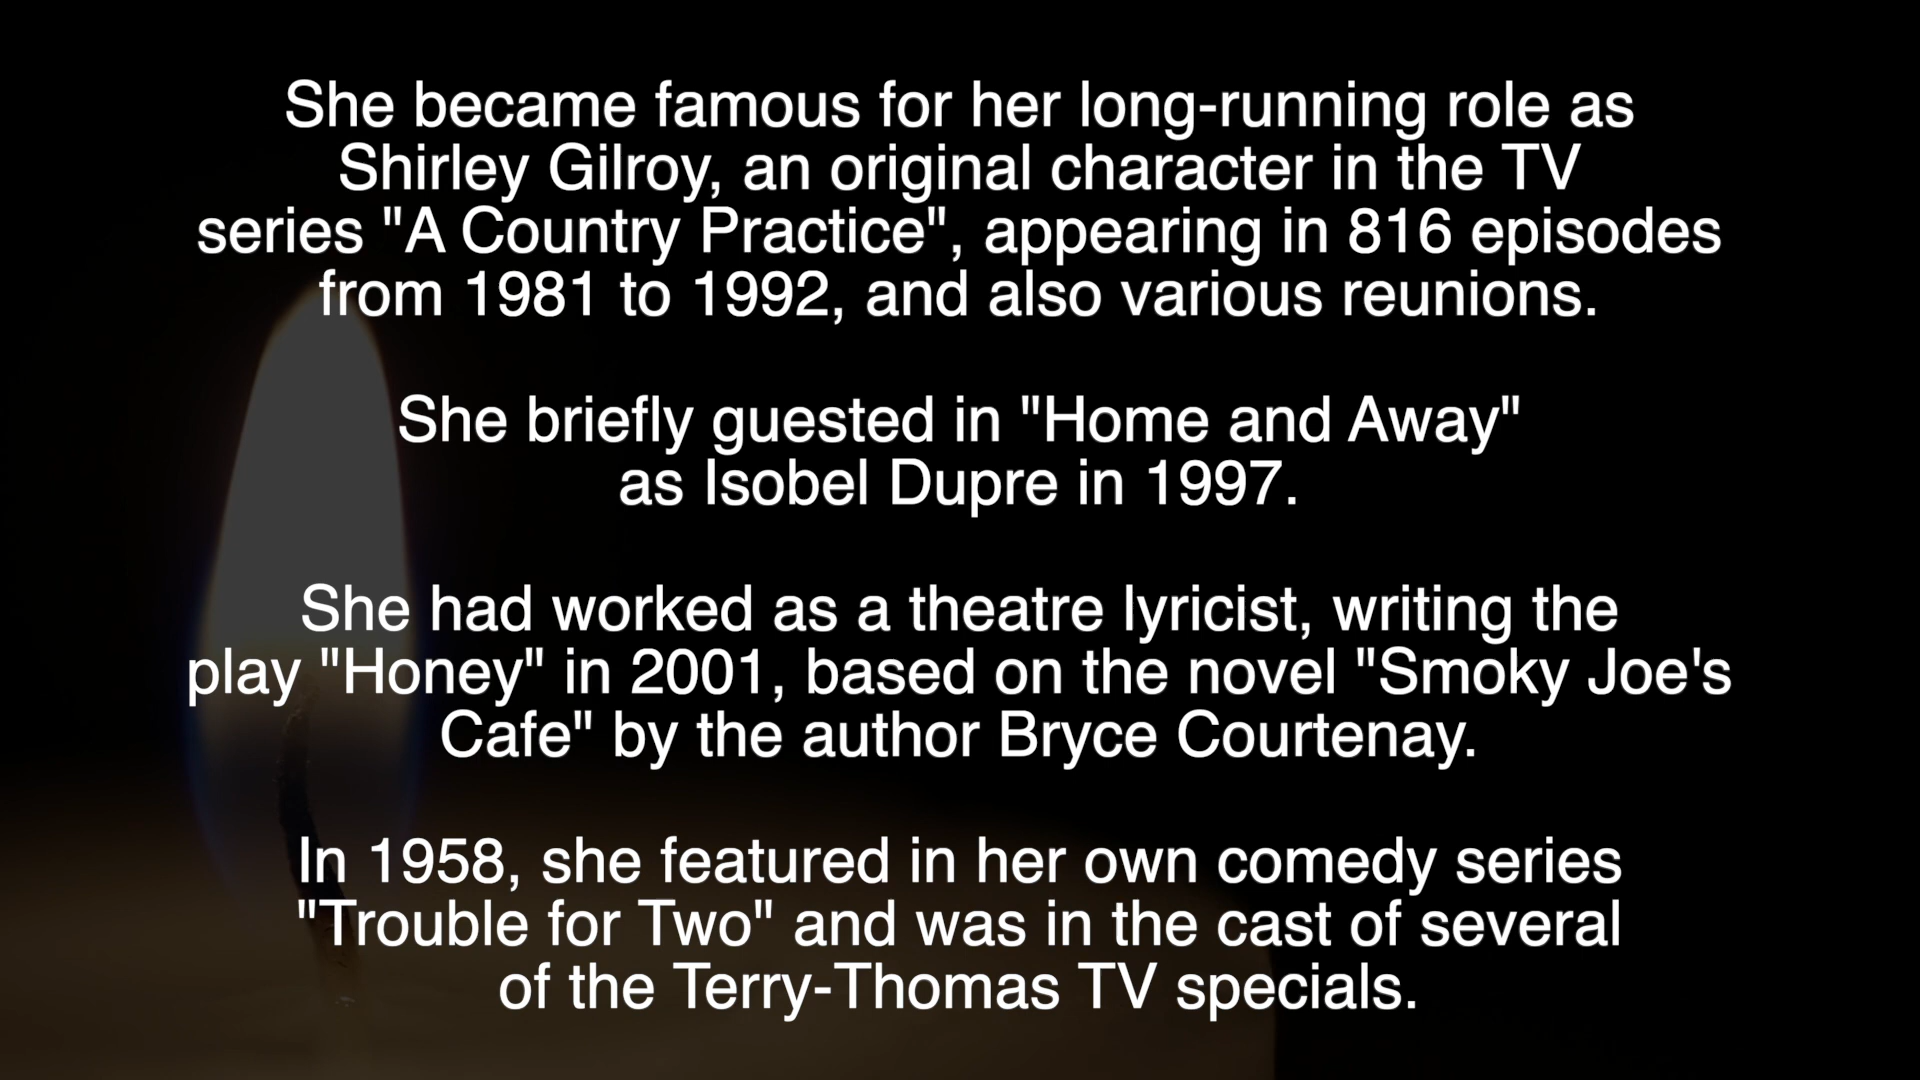 She became famous for her long-running role as
Shirley Gilroy, an original character in the TV
series "A Country Practice", appearing in 816 episodes
from 1981 to 1992, and also various reunions.
She briefly guested in "Home and Away"
as Isobel Dupre in 1997.
She had worked as a theatre lyricist, writing the
play "Honey" in 2001, based on the novel "Smoky Joe's
Cafe" by the author Bryce Courtenay.
In 1958, she featured in her own comedy series
"Trouble for Two" and was in the cast of several
of the Terry-Thomas TV specials.